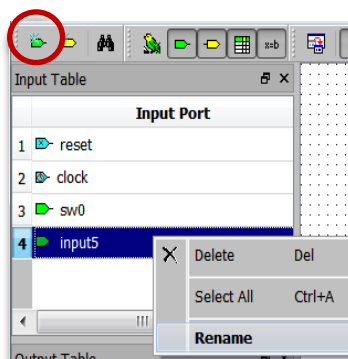 z=b
Input Table
Input Port
1 reset
2 clock
3 sw0
4 input5
Delete Del
Select All Ctrl+A
Rename
Output Table